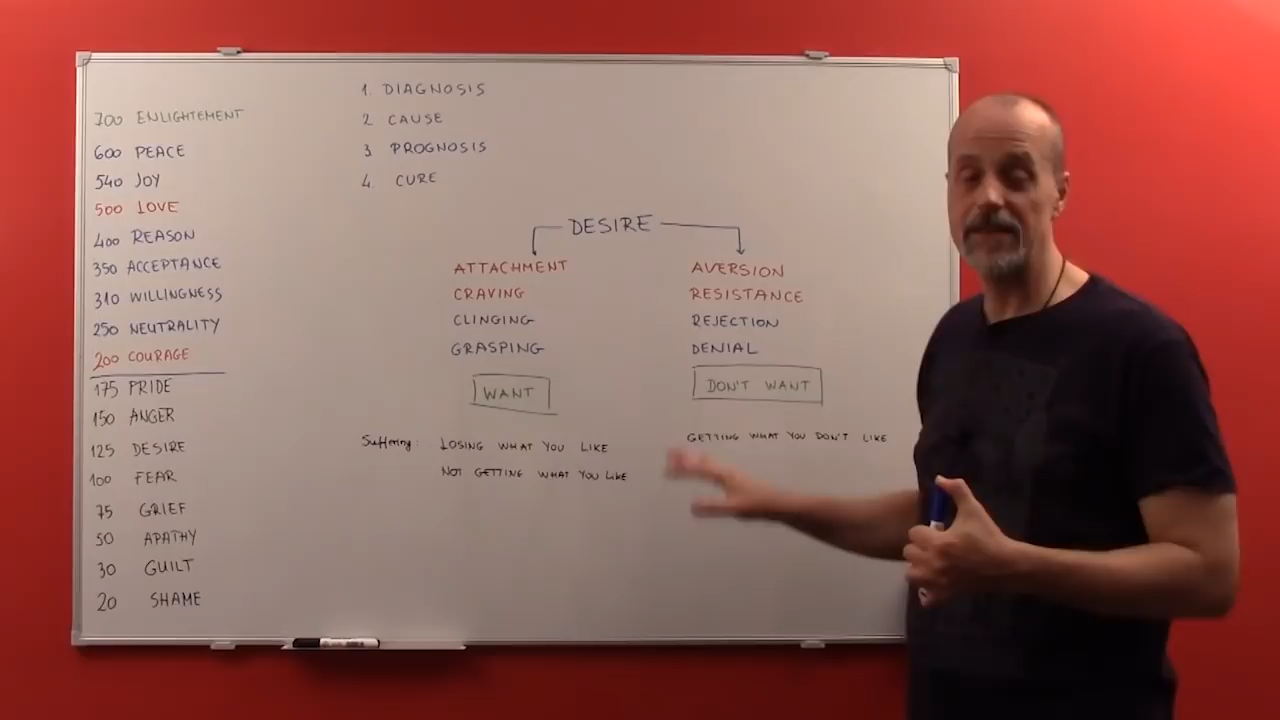 700 ENLIGHTEMENT
600 PEACE
540 JOY
500 LOVE
400 REASON
350 ACCEPTANCE
310 WILLINGNESS
250 NEUTRALITY
200 COURAGE
175 PRIDE
150 ANGER
125 DESIRE
100 FEAR
75 GRIEF
50 APATHY
30 GUILT
20 SHAME
1. DIAGNOSIS
2 CAUSE
3 PROGNOSIS
4. CURE
DESIRE
ATTACHMENT
CRAVING
CLINGING
GRASPING
WANT
AVERSION
RESISTANCE
REJECTION
DENIAL
DON'T WANT
Suffering: LOSING WHAT YOU LIKE
NOT GETTING WHAT YOU LIKE
GETTING WHAT YOU DON'T LIKE